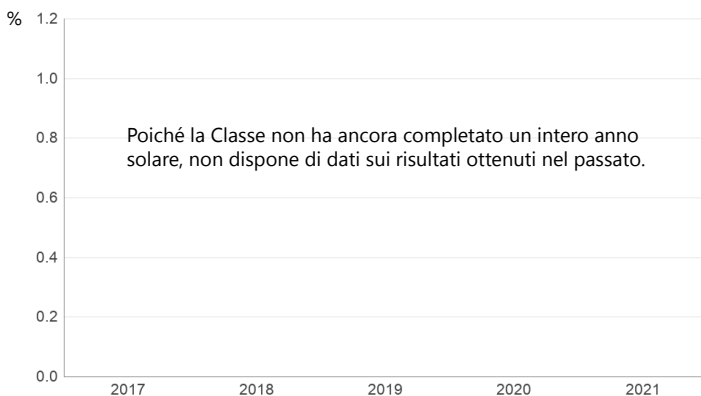 % 1.2
1.0
0.8
Poiché la Classe non ha ancora completato un intero anno
solare, non dispone di dati sui risultati ottenuti nel passato.
0.6
0.4
0.2
0.0
2017 2018 2019 2020 2021